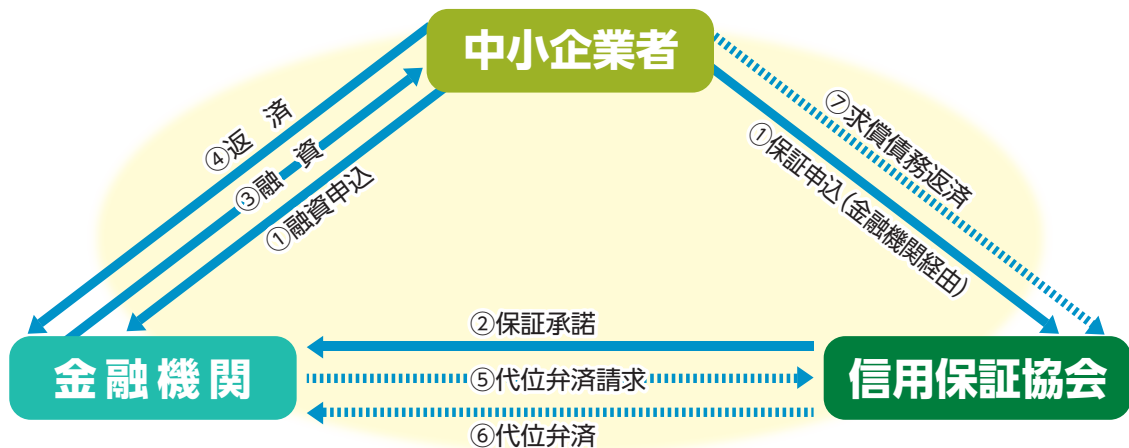 中小企業者
④返済
③融資
①融資申込
⑦求償債務返済
①保証申込（金融機関経由）
②保証承諾
金融機関
⑤代位弁済請求
信用保証協会
⑥代位弁済